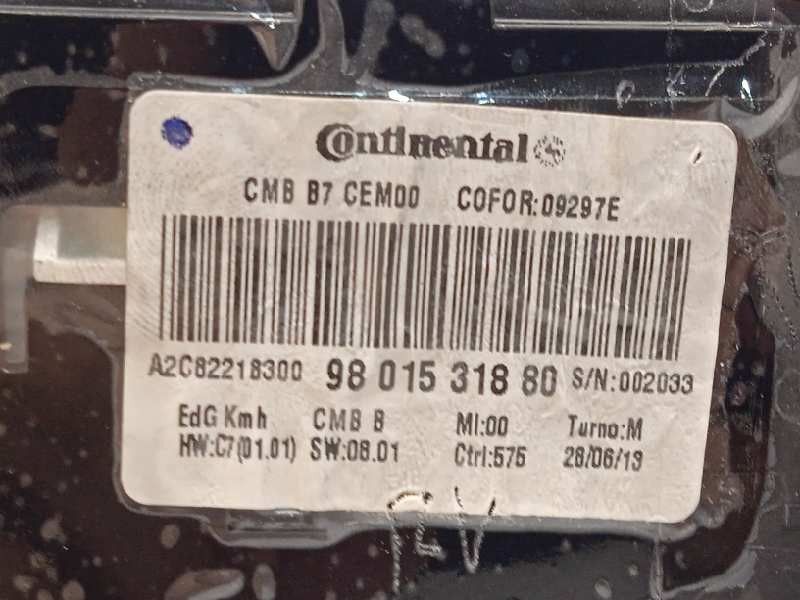 Continental
CMB B7 CEM00 COFOR:09297E
A2C82218300 98 015 318 80 S/N:002033
EdG Kmh CMB B MI:00 Turno:M
HW:C7(01.01) SW:08.01 Ctrl:575 28/06/13